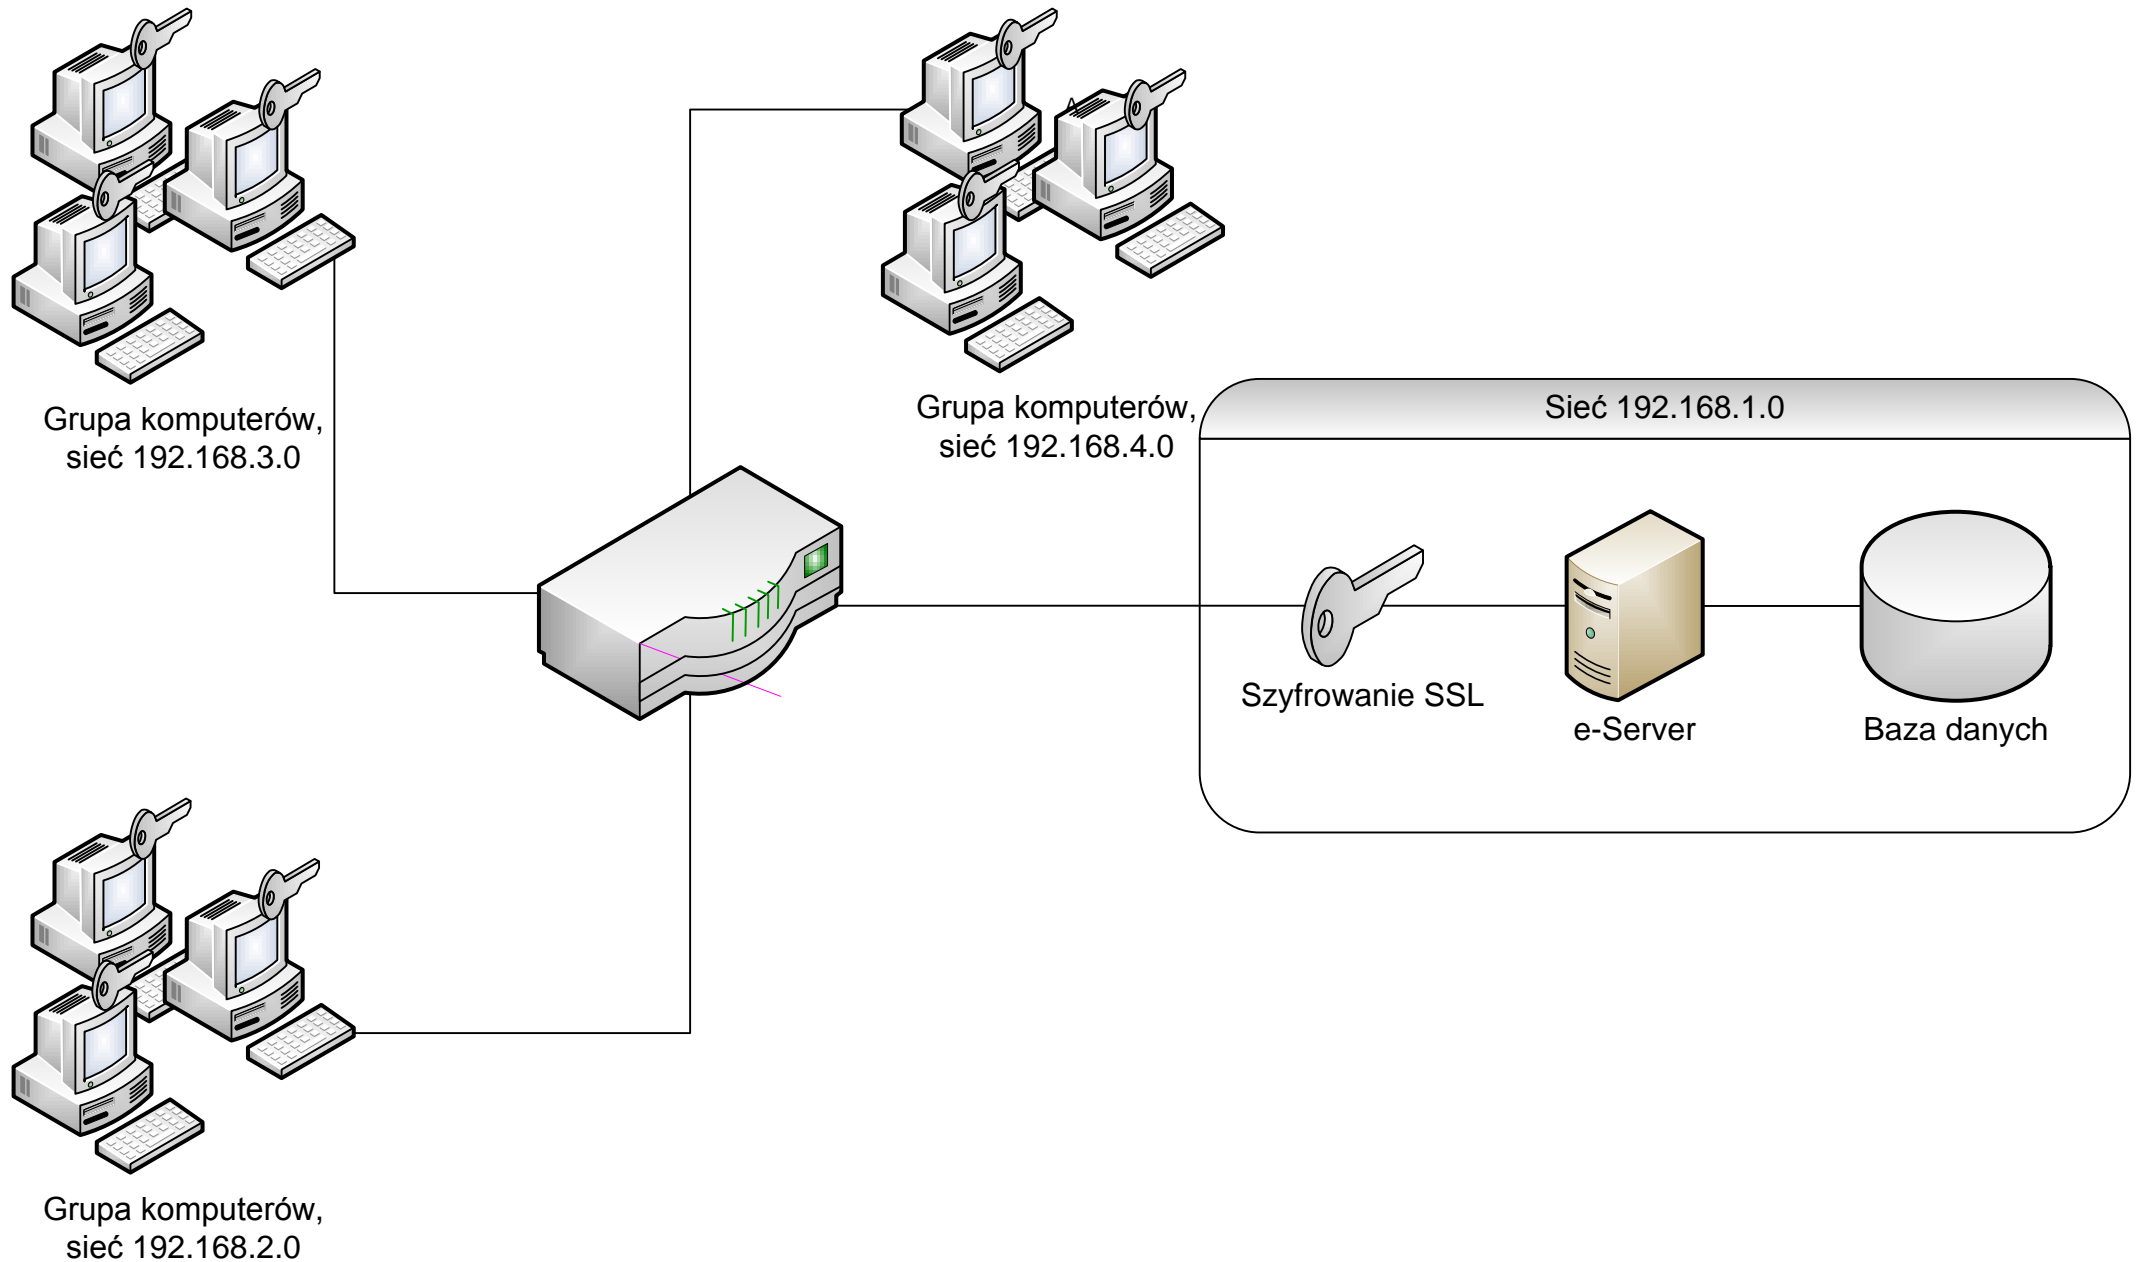 Grupa komputerów,
sieć 192.168.3.0
Grupa komputerów,
sieć 192.168.4.0
Sieć 192.168.1.0
Szyfrowanie SSL
e-Server
Baza danych
Grupa komputerów,
sieć 192.168.2.0